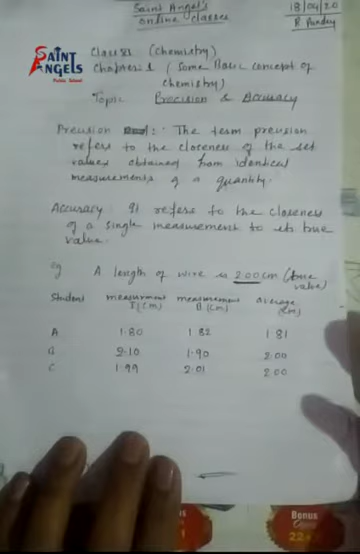 Saint Angel's
online classes
18/04/20
R Pandey
SAINT
ANGELS
Public School
Class XI (Chemistry)
Chapter 1 (Some Basic concept of
chemistry)
Topic Precision & Accuracy
Precision : The term precision
refers to the closeness of the set
values obtained from identical
measurements of a quantity.
Accuracy : It refers to the closeness
of a single measurement to its true
value.
eg A length of wire is 2.00 cm (true
value)
Student measurement measurement average
I (cm) II (cm) (cm)
A 1.80 1.82 1.81
B 2.10 1.90 2.00
C 1.99 2.01 2.00
Bonus
Bonus
22+